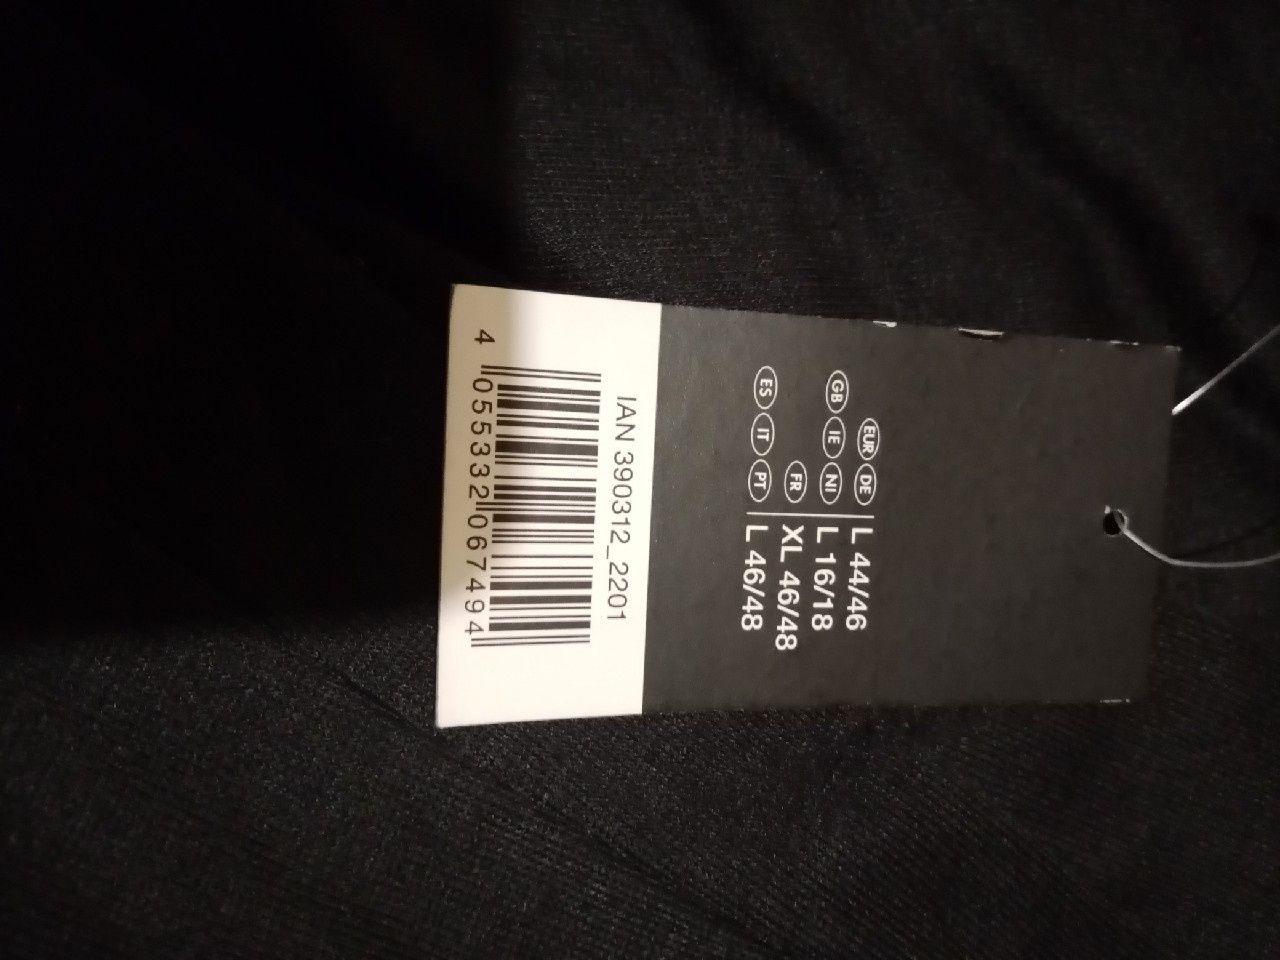 EUR DE L 44/46
GB IE NI L 16/18
FR XL 46/48
ES IT PT L 46/48
IAN 390312_2201
4 055332 067494